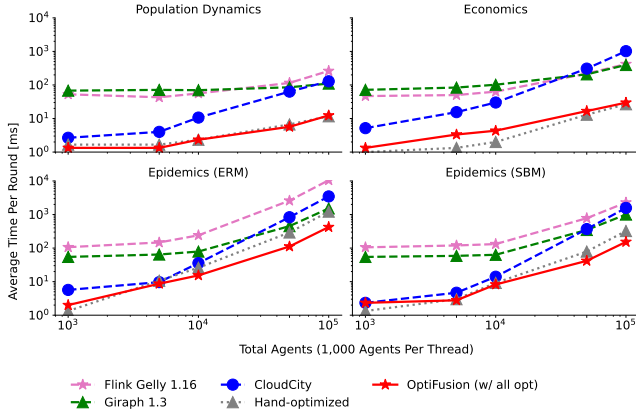 Population Dynamics
Economics
10⁴
10³
10²
10¹
10⁰
Epidemics (ERM)
Epidemics (SBM)
10⁴
10³
10²
10¹
10⁰
10³ 10⁴ 10⁵
10³ 10⁴ 10⁵
Average Time Per Round [ms]
Total Agents (1,000 Agents Per Thread)
Flink Gelly 1.16
Giraph 1.3
CloudCity
Hand-optimized
OptiFusion (w/ all opt)